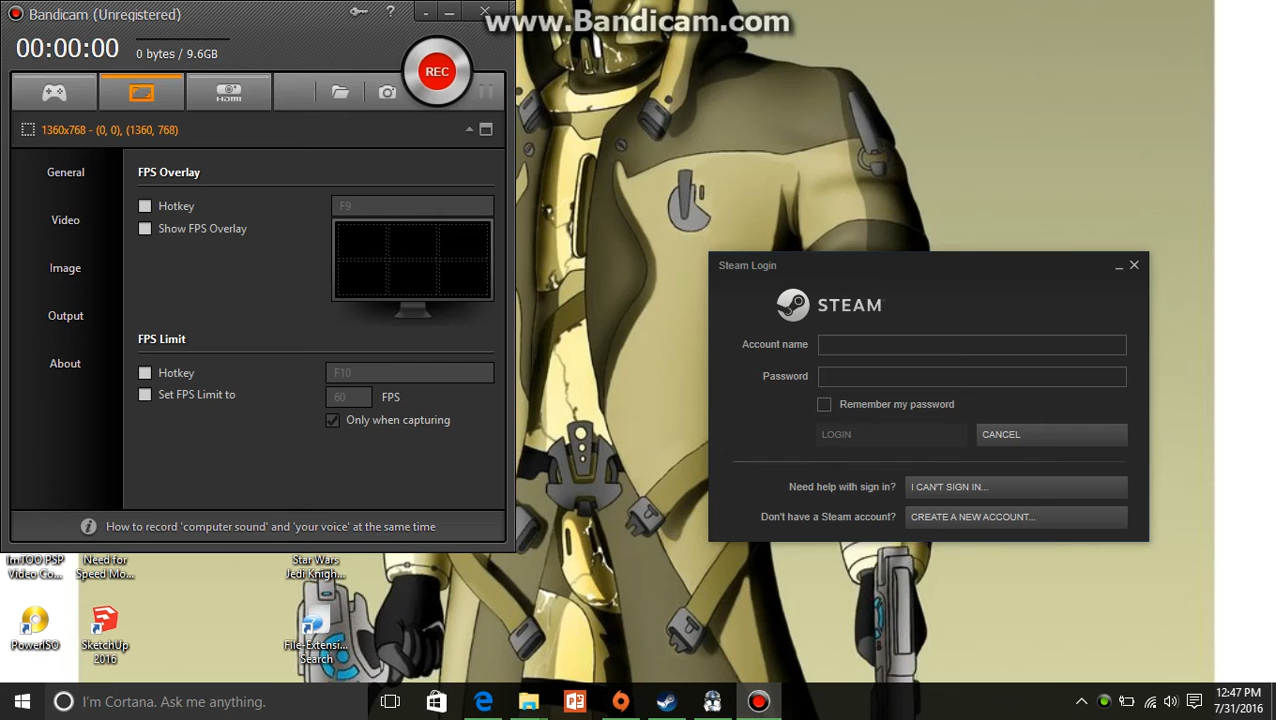 Bandicam (Unregistered)
?
www.Bandicam.com
00:00:00
0 bytes / 9.6GB
REC
HDMI
1360x768 - (0, 0), (1360, 768)
General
Video
Image
Output
About
FPS Overlay
Hotkey
F9
Show FPS Overlay
FPS Limit
Hotkey
F10
Set FPS Limit to
60
FPS
Only when capturing
How to record 'computer sound' and 'your voice' at the same time
Steam Login
STEAM
Account name
Password
Remember my password
LOGIN
CANCEL
Need help with sign in?
I CAN'T SIGN IN...
Don't have a Steam account?
CREATE A NEW ACCOUNT...
ImTOO PSP
Video Co...
Need for
Speed Mo...
Star Wars
Jedi Knigh...
PowerISO
SketchUp
2016
File-Extensi...
Search
I'm Cortana. Ask me anything.
12:47 PM
7/31/2016